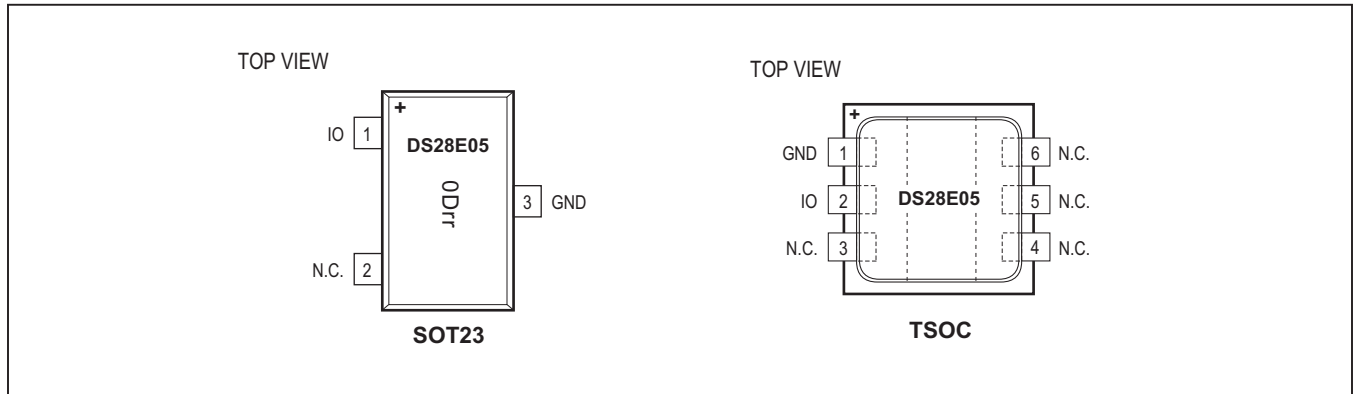 TOP VIEW
+
IO 1
DS28E05
0Drr
3 GND
N.C. 2
SOT23
TOP VIEW
+
GND 1
6 N.C.
IO 2
DS28E05
5 N.C.
N.C. 3
4 N.C.
TSOC